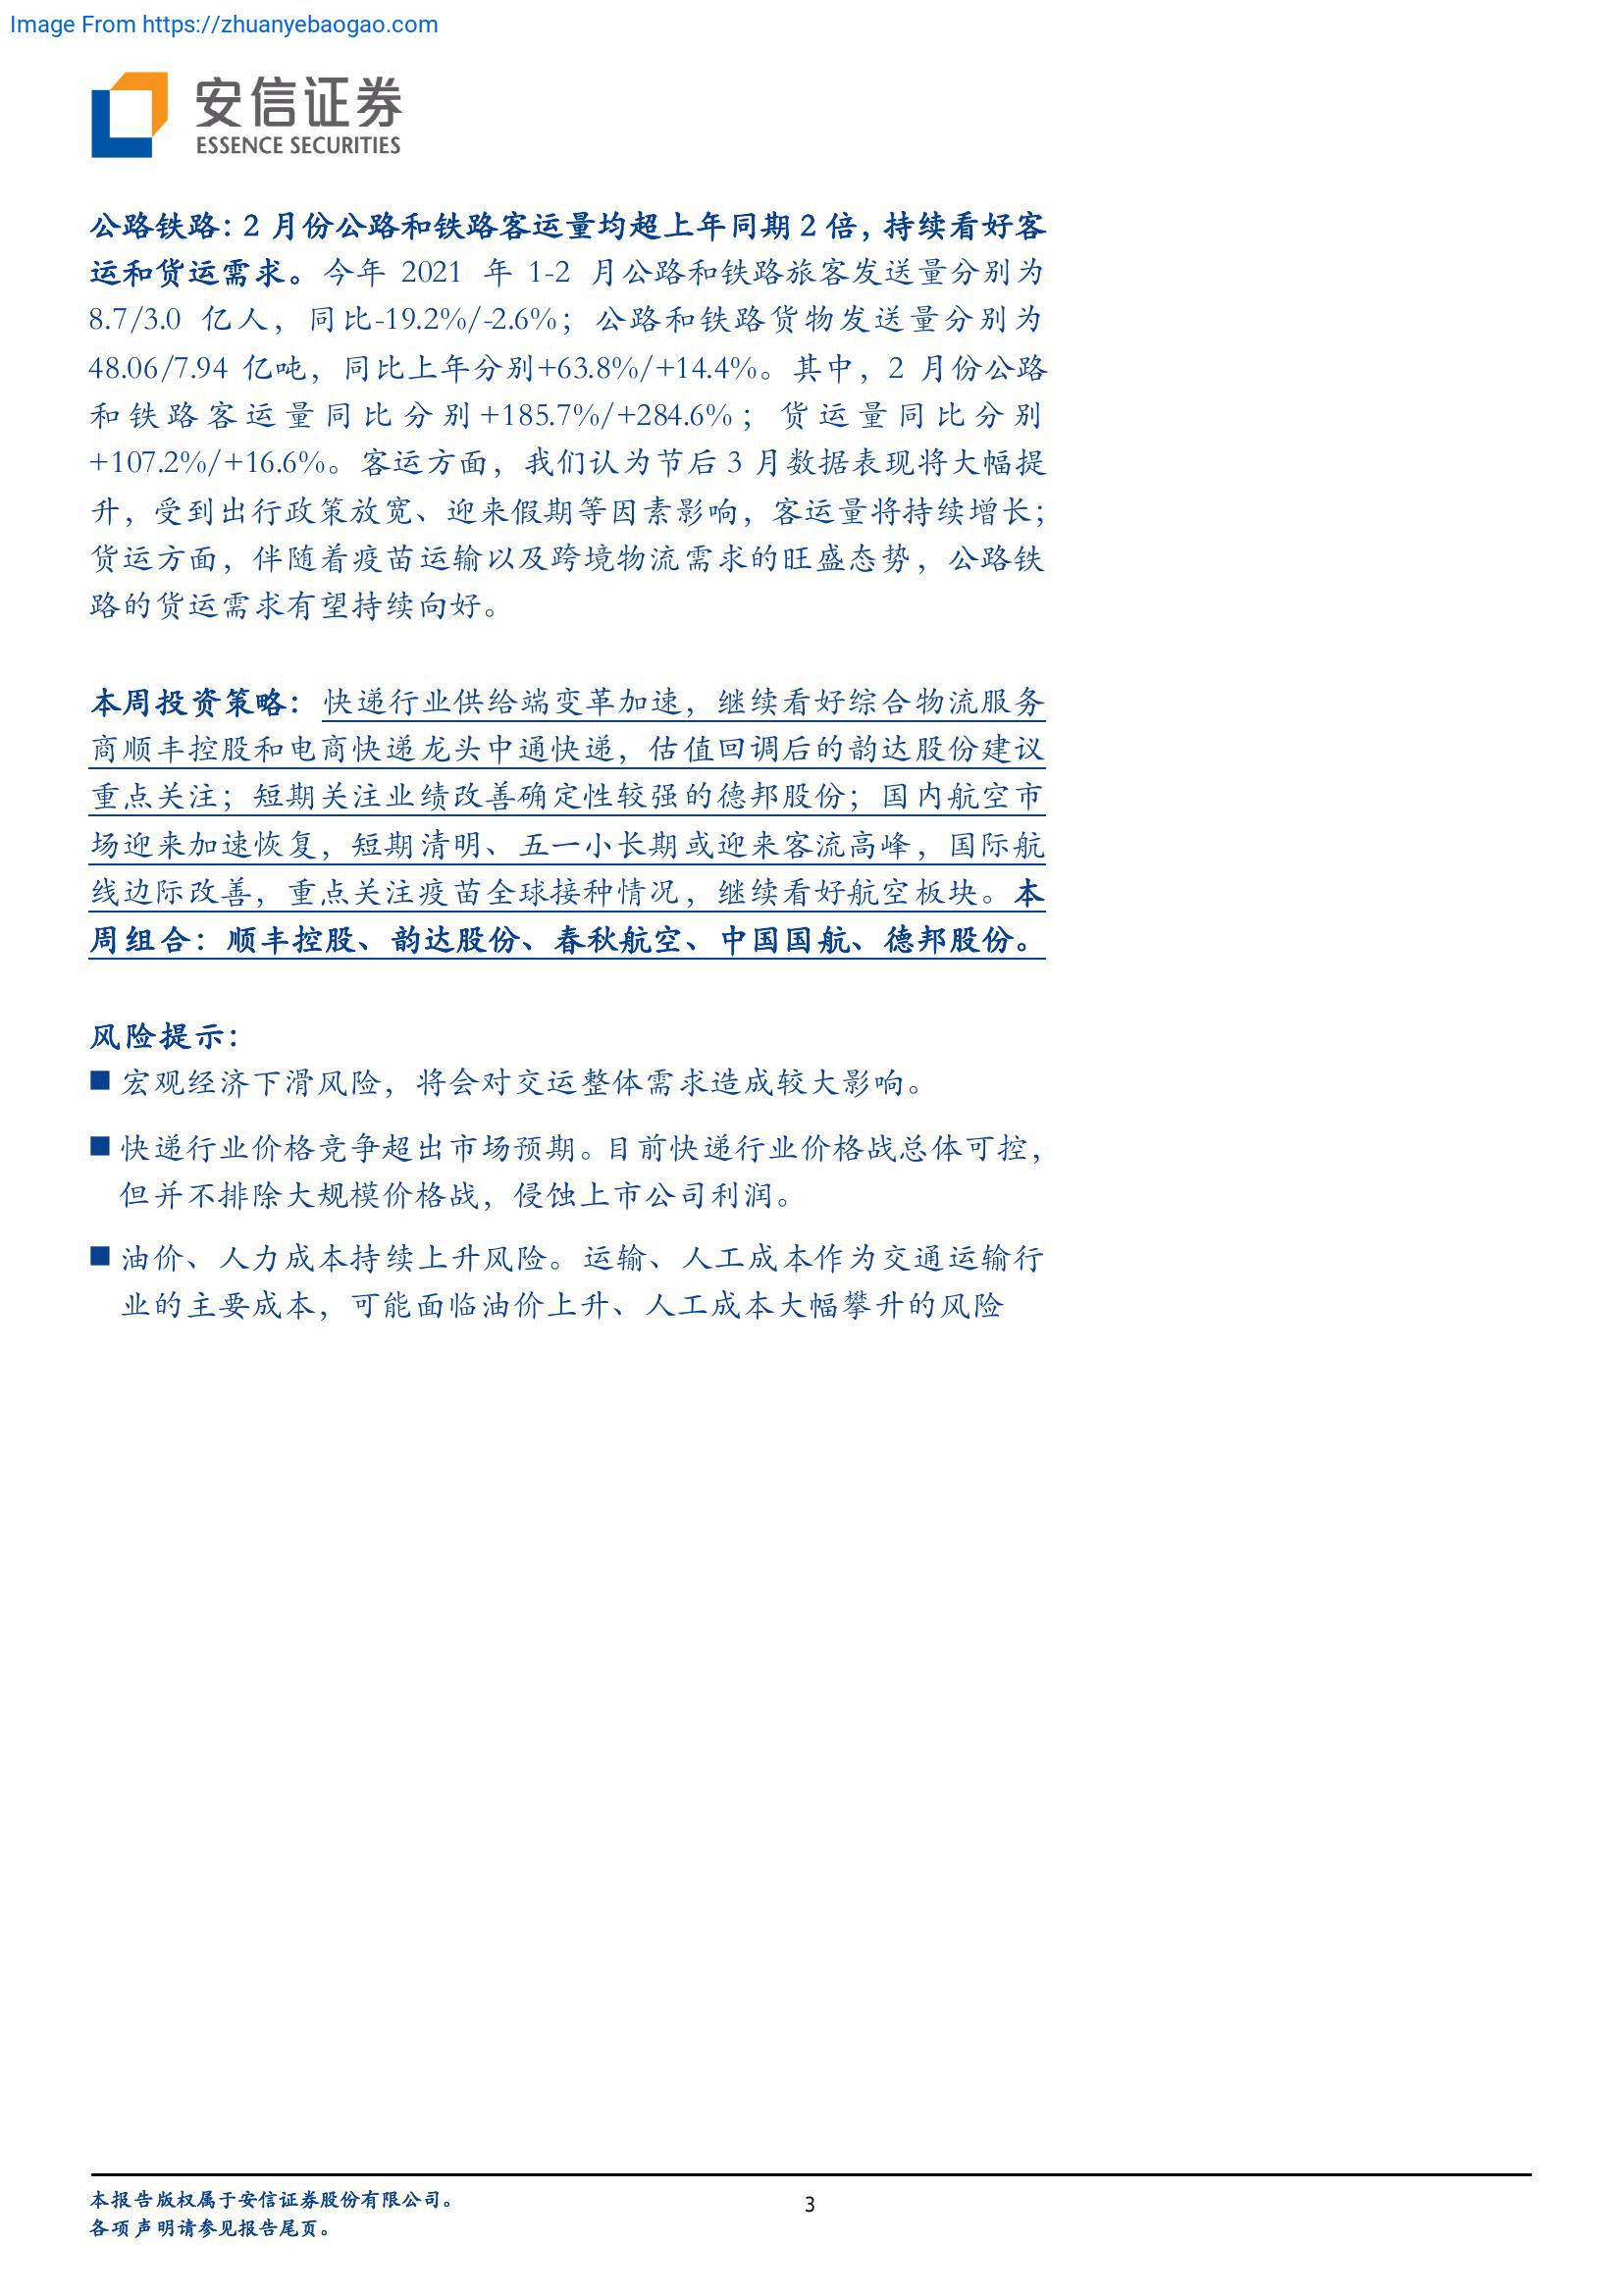 Image From https://zhuanyebaogao.com
安信证券
ESSENCE SECURITIES
公路铁路：2 月份公路和铁路客运量均超上年同期 2 倍，持续看好客
运和货运需求。今年 2021 年 1-2 月公路和铁路旅客发送量分别为
8.7/3.0 亿人，同比-19.2%/-2.6%；公路和铁路货物发送量分别为
48.06/7.94 亿吨，同比上年分别+63.8%/+14.4%。其中，2 月份公路
和铁路客运量同比分别+185.7%/+284.6%；货运量同比分别
+107.2%/+16.6%。客运方面，我们认为节后 3 月数据表现将大幅提
升，受到出行政策放宽、迎来假期等因素影响，客运量将持续增长；
货运方面，伴随着疫苗运输以及跨境物流需求的旺盛态势，公路铁
路的货运需求有望持续向好。
本周投资策略：快递行业供给端变革加速，继续看好综合物流服务
商顺丰控股和电商快递龙头中通快递，估值回调后的韵达股份建议
重点关注；短期关注业绩改善确定性较强的德邦股份；国内航空市
场迎来加速恢复，短期清明、五一小长期或迎来客流高峰，国际航
线边际改善，重点关注疫苗全球接种情况，继续看好航空板块。本
周组合：顺丰控股、韵达股份、春秋航空、中国国航、德邦股份。
风险提示：
■ 宏观经济下滑风险，将会对交运整体需求造成较大影响。
■ 快递行业价格竞争超出市场预期。目前快递行业价格战总体可控，
但并不排除大规模价格战，侵蚀上市公司利润。
■ 油价、人力成本持续上升风险。运输、人工成本作为交通运输行
业的主要成本，可能面临油价上升、人工成本大幅攀升的风险
本报告版权属于安信证券股份有限公司。
各项声明请参见报告尾页。
3